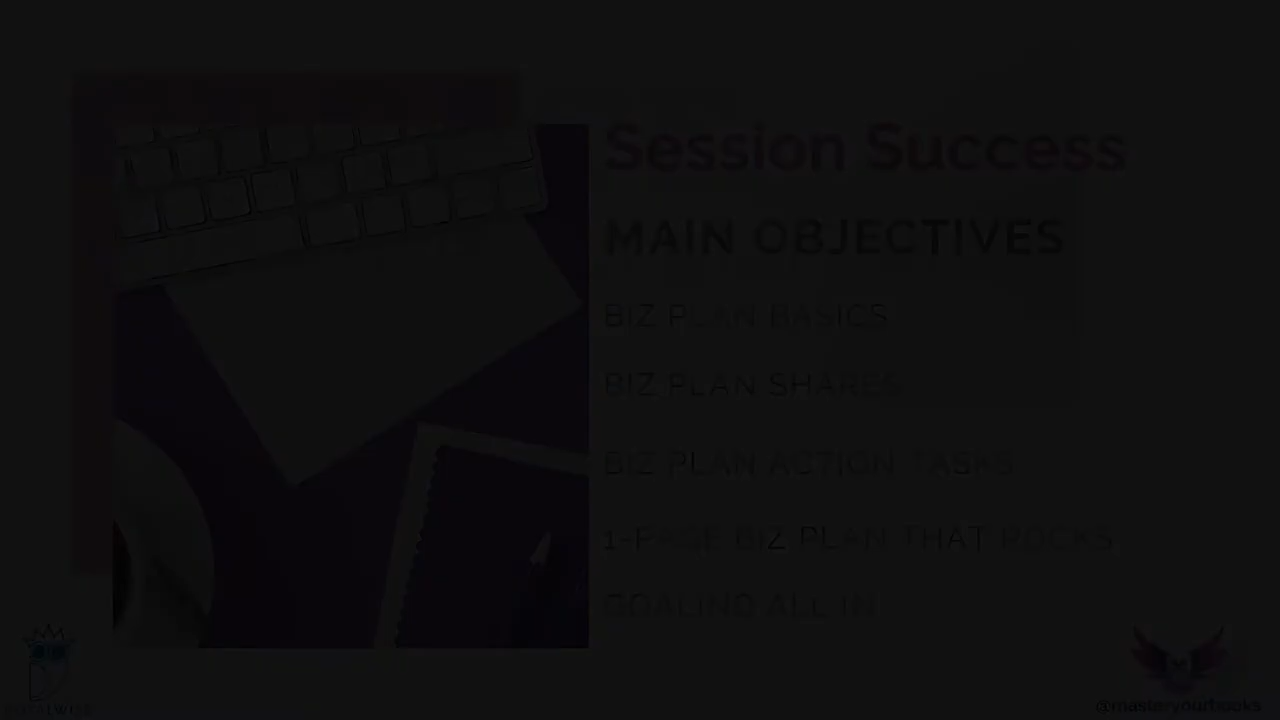 Session Success
MAIN OBJECTIVES
BIZ PLAN BASICS
BIZ PLAN SHARES
BIZ PLAN ACTION TASKS
1-PAGE BIZ PLAN THAT ROCKS
GOALING ALL IN
ROYALWISE
@masteryourbooks